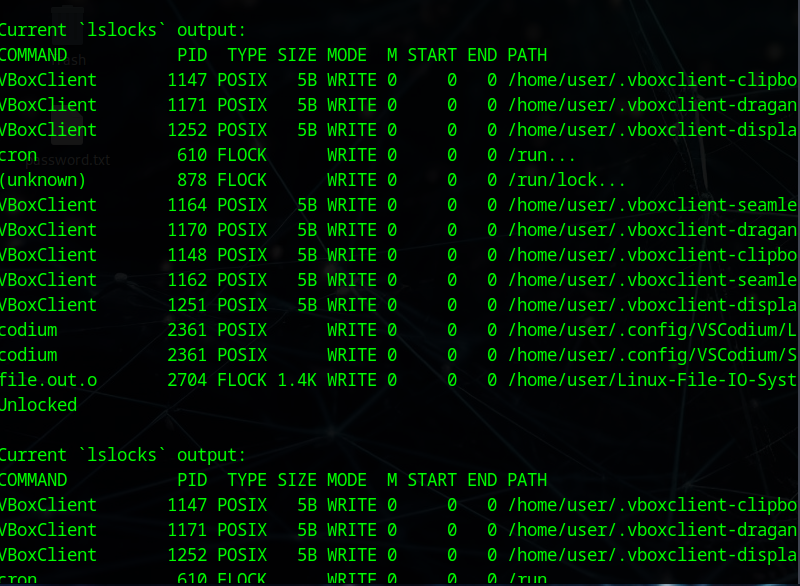 Current `lslocks` output:
COMMAND PID TYPE SIZE MODE M START END PATH
VBoxClient 1147 POSIX 5B WRITE 0 0 0 /home/user/.vboxclient-clipbo
VBoxClient 1171 POSIX 5B WRITE 0 0 0 /home/user/.vboxclient-dragan
VBoxClient 1252 POSIX 5B WRITE 0 0 0 /home/user/.vboxclient-displa
cron 610 FLOCK WRITE 0 0 0 /run...
(unknown) 878 FLOCK WRITE 0 0 0 /run/lock...
VBoxClient 1164 POSIX 5B WRITE 0 0 0 /home/user/.vboxclient-seamle
VBoxClient 1170 POSIX 5B WRITE 0 0 0 /home/user/.vboxclient-dragan
VBoxClient 1148 POSIX 5B WRITE 0 0 0 /home/user/.vboxclient-clipbo
VBoxClient 1162 POSIX 5B WRITE 0 0 0 /home/user/.vboxclient-seamle
VBoxClient 1251 POSIX 5B WRITE 0 0 0 /home/user/.vboxclient-displa
codium 2361 POSIX WRITE 0 0 0 /home/user/.config/VSCodium/L
codium 2361 POSIX WRITE 0 0 0 /home/user/.config/VSCodium/S
file.out.o 2704 FLOCK 1.4K WRITE 0 0 0 /home/user/Linux-File-IO-Syst
Unlocked
Current `lslocks` output:
COMMAND PID TYPE SIZE MODE M START END PATH
VBoxClient 1147 POSIX 5B WRITE 0 0 0 /home/user/.vboxclient-clipbo
VBoxClient 1171 POSIX 5B WRITE 0 0 0 /home/user/.vboxclient-dragan
VBoxClient 1252 POSIX 5B WRITE 0 0 0 /home/user/.vboxclient-displa
cron 610 FLOCK WRITE 0 0 0 /run